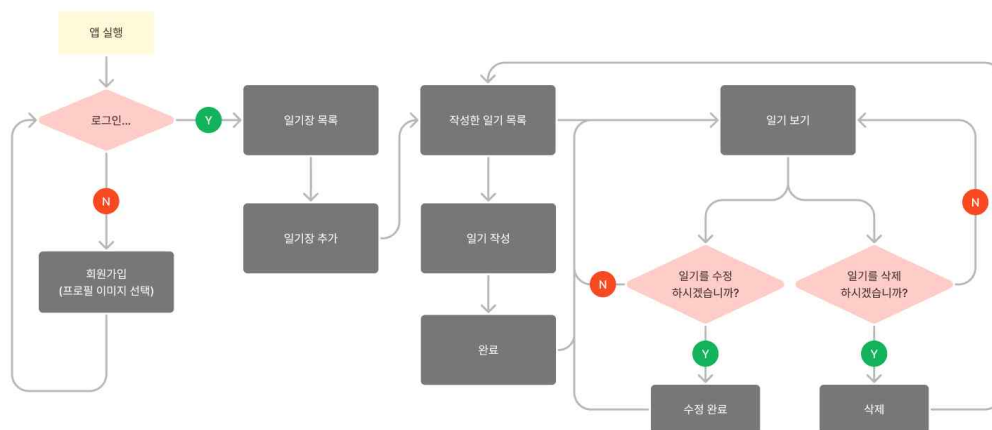 앱 실행
로그인...
Y
일기장 목록
작성한 일기 목록
일기 보기
N
N
일기장 추가
일기 작성
회원가입
(프로필 이미지 선택)
N
일기를 수정
하시겠습니까?
일기를 삭제
하시겠습니까?
완료
Y
Y
수정 완료
삭제